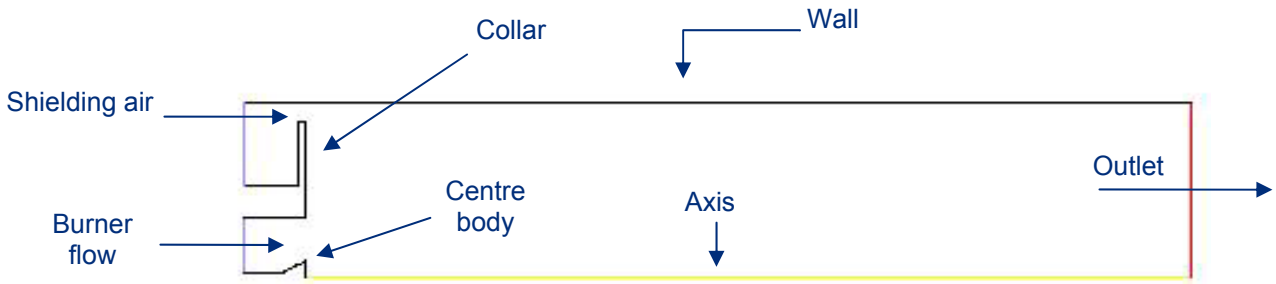 Wall
Collar
Shielding air
Outlet
Centre
body
Axis
Burner
flow